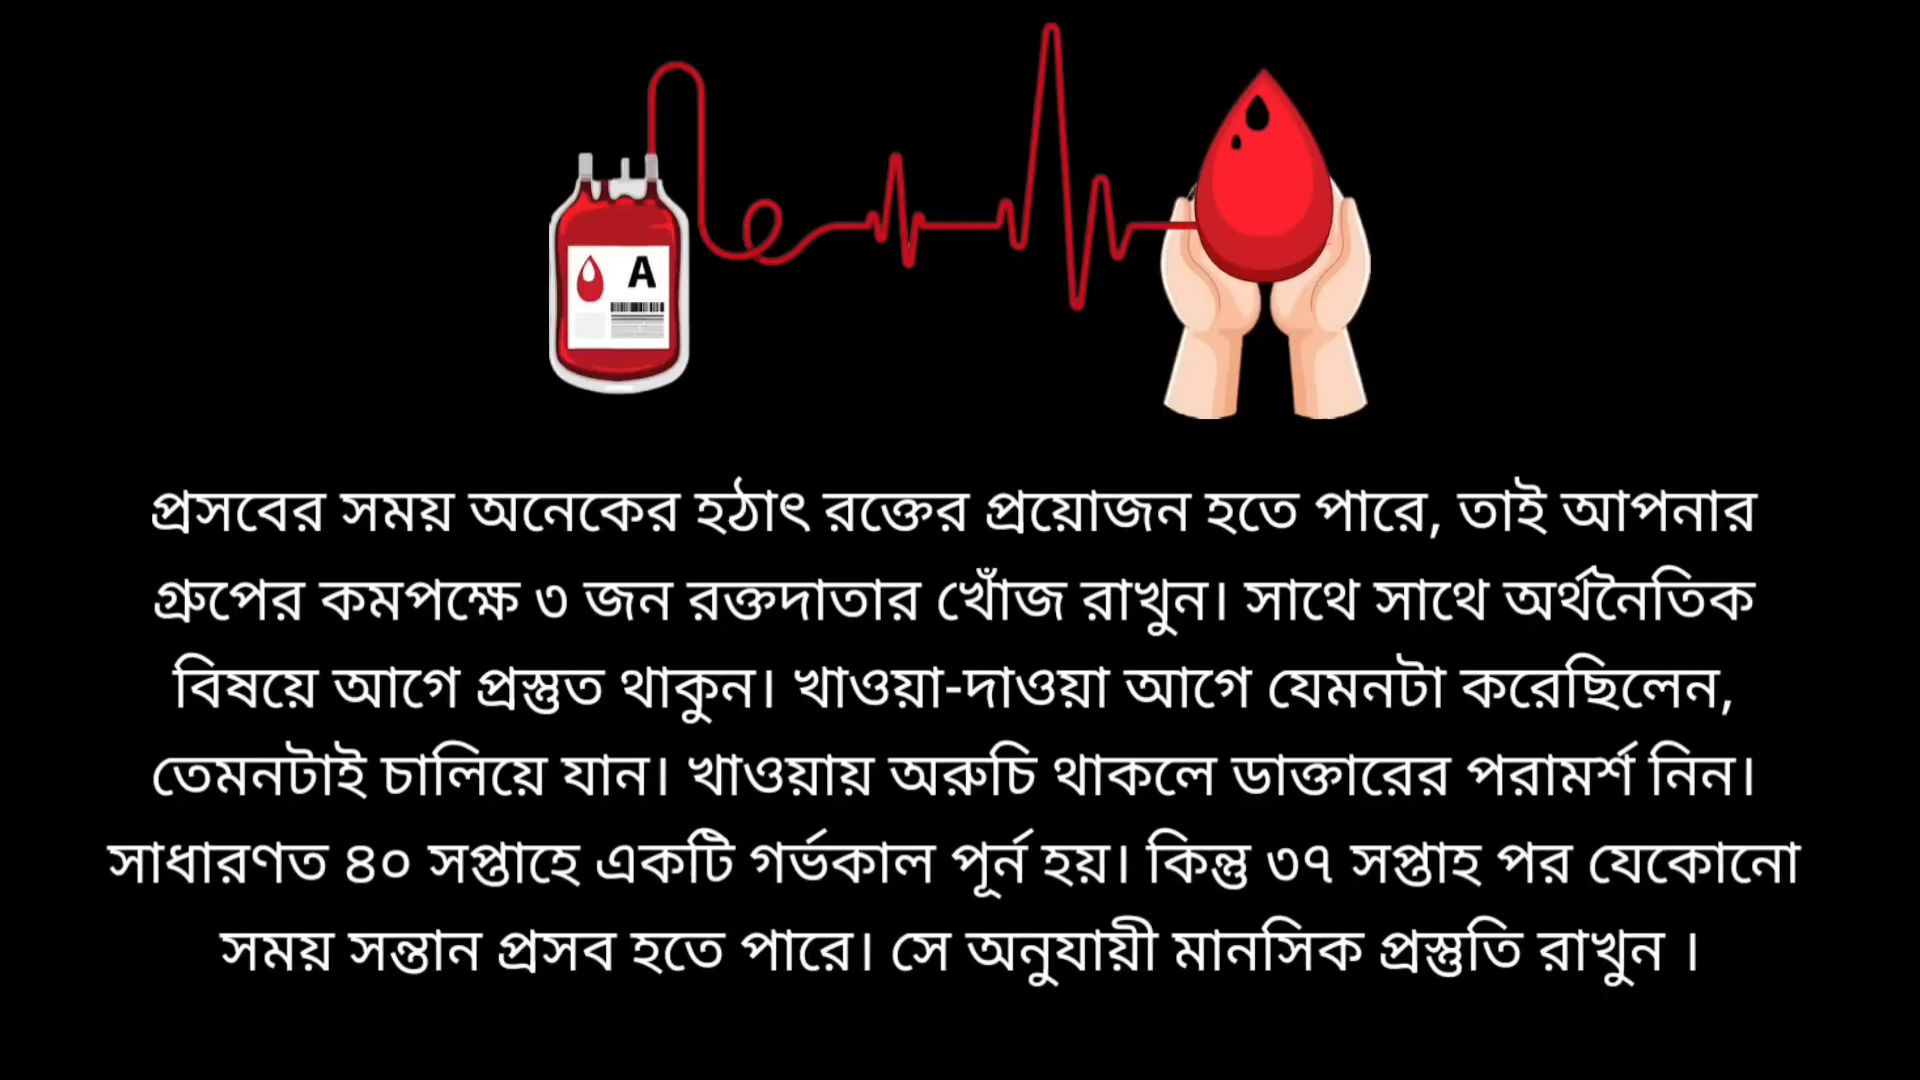 A
প্রসবের সময় অনেকের হঠাৎ রক্তের প্রয়োজন হতে পারে, তাই আপনার
গ্রুপের কমপক্ষে ৩ জন রক্তদাতার খোঁজ রাখুন। সাথে সাথে অর্থনৈতিক
বিষয়ে আগে প্রস্তুত থাকুন। খাওয়া-দাওয়া আগে যেমনটা করেছিলেন,
তেমনটাই চালিয়ে যান। খাওয়ায় অরুচি থাকলে ডাক্তারের পরামর্শ নিন।
সাধারণত ৪০ সপ্তাহে একটি গর্ভকাল পূর্ন হয়। কিন্তু ৩৭ সপ্তাহ পর যেকোনো
সময় সন্তান প্রসব হতে পারে। সে অনুযায়ী মানসিক প্রস্তুতি রাখুন ।